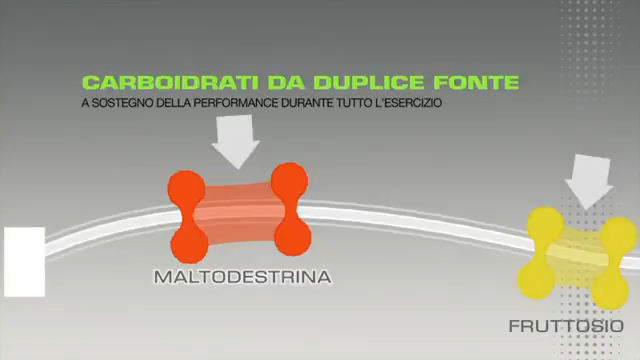 CARBOIDRATI DA DUPLICE FONTE
A SOSTEGNO DELLA PERFORMANCE DURANTE TUTTO L'ESERCIZIO
MALTODESTRINA
FRUTTOSIO